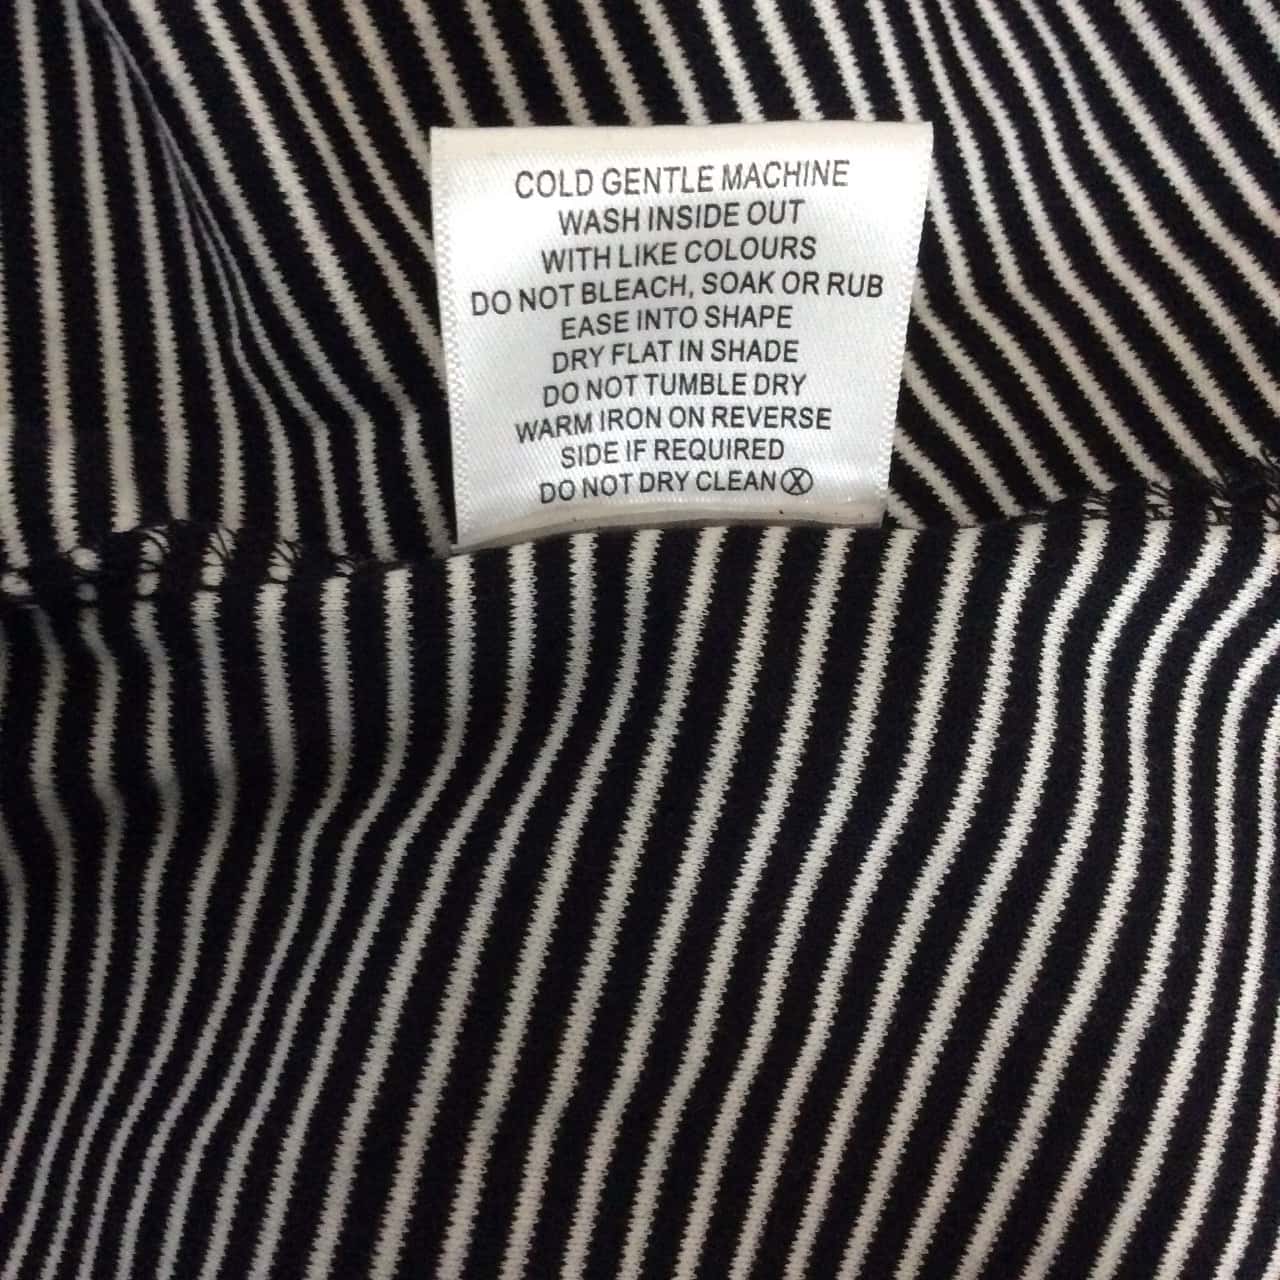 COLD GENTLE MACHINE
WASH INSIDE OUT
WITH LIKE COLOURS
DO NOT BLEACH, SOAK OR RUB
EASE INTO SHAPE
DRY FLAT IN SHADE
DO NOT TUMBLE DRY
WARM IRON ON REVERSE
SIDE IF REQUIRED
DO NOT DRY CLEAN Ⓧ